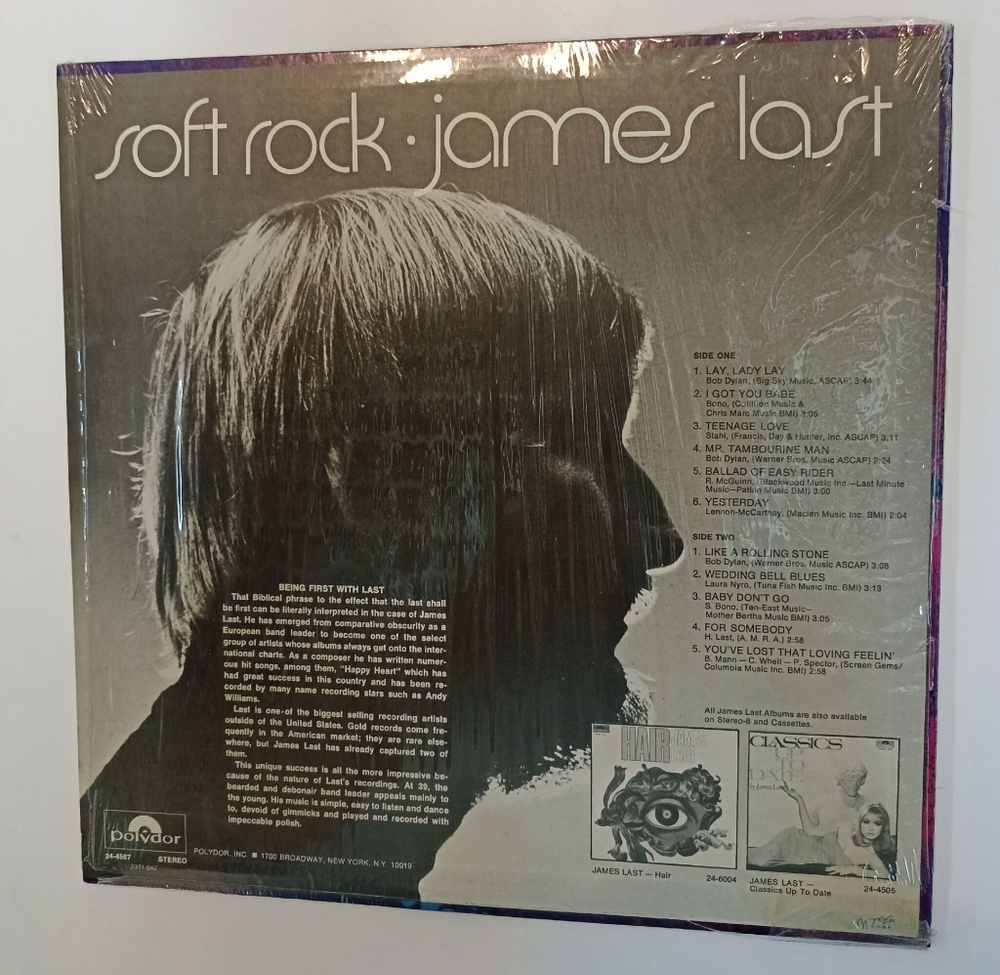 soft rock · james last
SIDE ONE
1. LAY, LADY LAY
Bob Dylan, (Big Sky Music, ASCAP) 3:44
2. I GOT YOU BABE
Bono, (Cotillion Music &
Chris Marc Music BMI) 3:05
3. TEENAGE LOVE
Stahl, (Francis, Day & Hunter, Inc. ASCAP) 3:11
4. MR. TAMBOURINE MAN
Bob Dylan, (Warner Bros. Music ASCAP) 2:24
5. BALLAD OF EASY RIDER
R. McGuinn, (Blackwood Music Inc.—Last Minute
Music—Patian Music BMI) 3:00
6. YESTERDAY
Lennon-McCartney, (Maclen Music Inc. BMI) 2:04
SIDE TWO
1. LIKE A ROLLING STONE
Bob Dylan, (Warner Bros. Music ASCAP) 3:08
2. WEDDING BELL BLUES
Laura Nyro, (Tuna Fish Music Inc. BMI) 3:13
3. BABY DON'T GO
S. Bono, (Ten-East Music—
Mother Bertha Music BMI) 3:05
4. FOR SOMEBODY
H. Last, (A. M. R. A.) 2:58
5. YOU'VE LOST THAT LOVING FEELIN'
B. Mann — C. Whell — P. Spector, (Screen Gems/
Columbia Music Inc. BMI) 2:58
BEING FIRST WITH LAST
That Biblical phrase to the effect that the last shall
be first can be literally interpreted in the case of James
Last. He has emerged from comparative obscurity as a
European band leader to become one of the select
group of artists whose albums always get onto the inter-
national charts. As a composer he has written numer-
ous hit songs, among them, "Happy Heart" which has
had great success in this country and has been re-
corded by many name recording stars such as Andy
Williams.
Last is one of the biggest selling recording artists
outside of the United States. Gold records come fre-
quently in the American market; they are rare else-
where, but James Last has already captured two of
them.
This unique success is all the more impressive be-
cause of the nature of Last's recordings. At 39, the
bearded and debonair band leader appeals mainly to
the young. His music is simple, easy to listen and dance
to, devoid of gimmicks and played and recorded with
impeccable polish.
All James Last Albums are also available
on Stereo-8 and Cassettes.
HAIR JAMES LAST
CLASSICS
UP TO
DATE
by James Last
JAMES LAST — Hair 24-6004
JAMES LAST —
Classics Up To Date 24-4505
polydor
24-4507 STEREO
2371 042
POLYDOR, INC. ■ 1700 BROADWAY, NEW YORK, N.Y. 10019